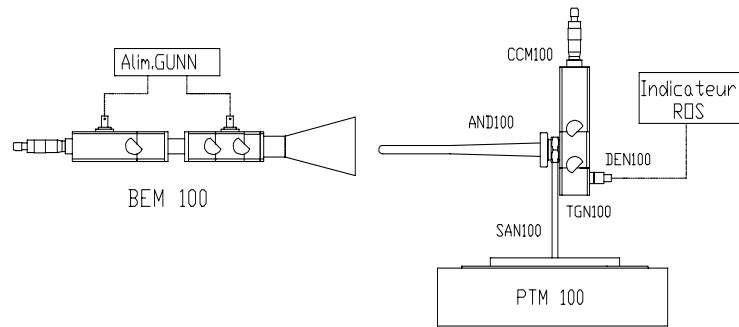 Alim.GUNN
BEM 100
CCM100
AND100
Indicateur
ROS
DEN100
TGN100
SAN100
PTM 100